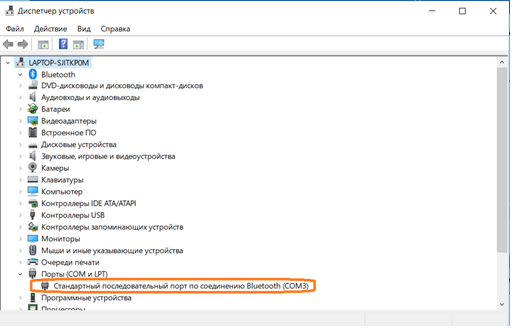 Диспетчер устройств
Файл Действие Вид Справка
LAPTOP-SJITKP0M
Bluetooth
DVD-дисководы и дисководы компакт-дисков
Аудиовходы и аудиовыходы
Батареи
Видеоадаптеры
Встроенное ПО
Дисковые устройства
Звуковые, игровые и видеоустройства
Камеры
Клавиатуры
Компьютер
Контроллеры IDE ATA/ATAPI
Контроллеры USB
Контроллеры запоминающих устройств
Мониторы
Мыши и иные указывающие устройства
Очереди печати
Порты (COM и LPT)
Стандартный последовательный порт по соединению Bluetooth (COM3)
Программные устройства
Процессоры